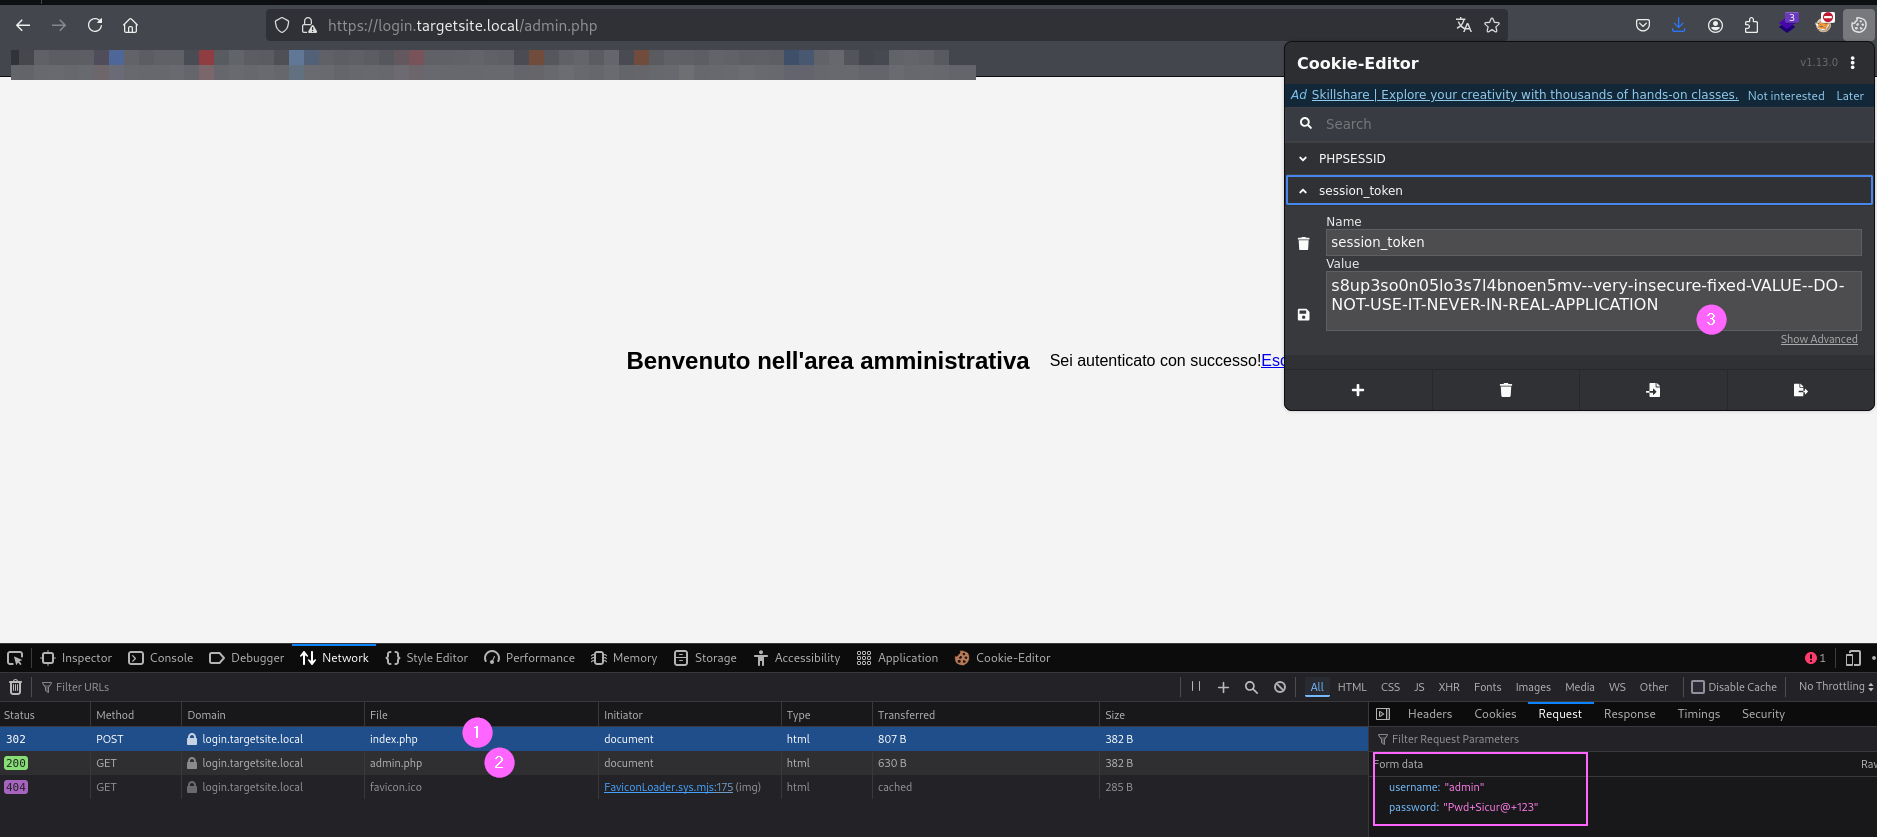 https://login.targetsite.local/admin.php
3
Cookie-Editor
v1.13.0
Ad Skillshare | Explore your creativity with thousands of hands-on classes. Not interested Later
Search
PHPSESSID
session_token
Name
session_token
Value
s8up3so0n05lo3s7l4bnoen5mv--very-insecure-fixed-VALUE--DO-
NOT-USE-IT-NEVER-IN-REAL-APPLICATION
3
Show Advanced
Benvenuto nell'area amministrativa Sei autenticato con successo!Esc
Inspector Console Debugger Network Style Editor Performance Memory Storage Accessibility Application Cookie-Editor 1
Filter URLs All HTML CSS JS XHR Fonts Images Media WS Other Disable Cache No Throttling
Status Method Domain File Initiator Type Transferred Size
302 POST login.targetsite.local index.php 1 document html 807 B 382 B
200 GET login.targetsite.local admin.php 2 document html 630 B 382 B
404 GET login.targetsite.local favicon.ico FaviconLoader.sys.mjs:175 (img) html cached 285 B
Headers Cookies Request Response Timings Security
Filter Request Parameters
Form data Raw
username: "admin"
password: "Pwd+Sicur@+123"